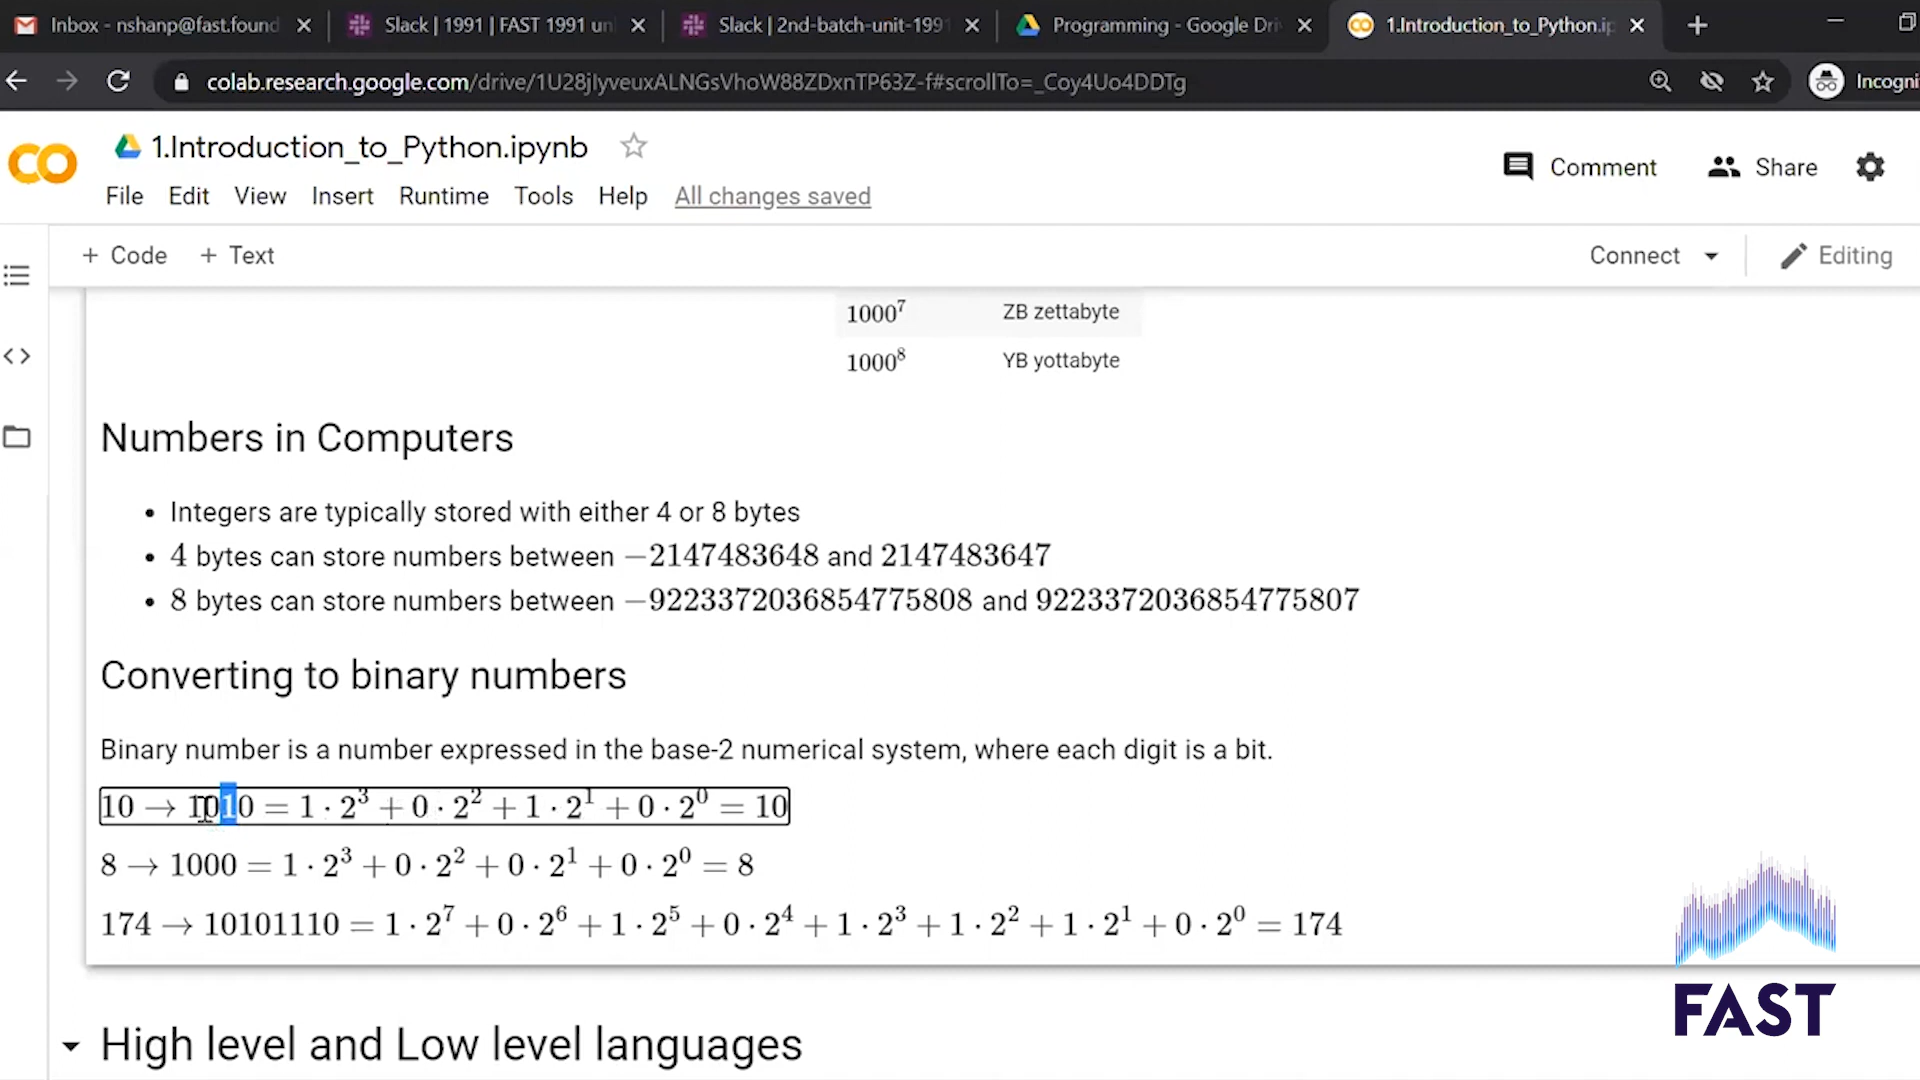 Inbox - nshanp@fast.found
Slack | 1991 | FAST 1991 un
Slack | 2nd-batch-unit-1991
Programming - Google Dri
1.Introduction_to_Python.ip
colab.research.google.com/drive/1U28jIyveuxALNGsVhoW88ZDxnTP63Z-f#scrollTo=_Coy4Uo4DDTg
Incogni
CO
1.Introduction_to_Python.ipynb
Comment
Share
File Edit View Insert Runtime Tools Help All changes saved
+ Code + Text
Connect
Editing
1000⁷ ZB zettabyte
1000⁸ YB yottabyte
Numbers in Computers
• Integers are typically stored with either 4 or 8 bytes
• 4 bytes can store numbers between −2147483648 and 2147483647
• 8 bytes can store numbers between −9223372036854775808 and 9223372036854775807
Converting to binary numbers
Binary number is a number expressed in the base-2 numerical system, where each digit is a bit.
10 → 1010 = 1 · 2³ + 0 · 2² + 1 · 2¹ + 0 · 2⁰ = 10
8 → 1000 = 1 · 2³ + 0 · 2² + 0 · 2¹ + 0 · 2⁰ = 8
174 → 10101110 = 1 · 2⁷ + 0 · 2⁶ + 1 · 2⁵ + 0 · 2⁴ + 1 · 2³ + 1 · 2² + 1 · 2¹ + 0 · 2⁰ = 174
FAST
High level and Low level languages